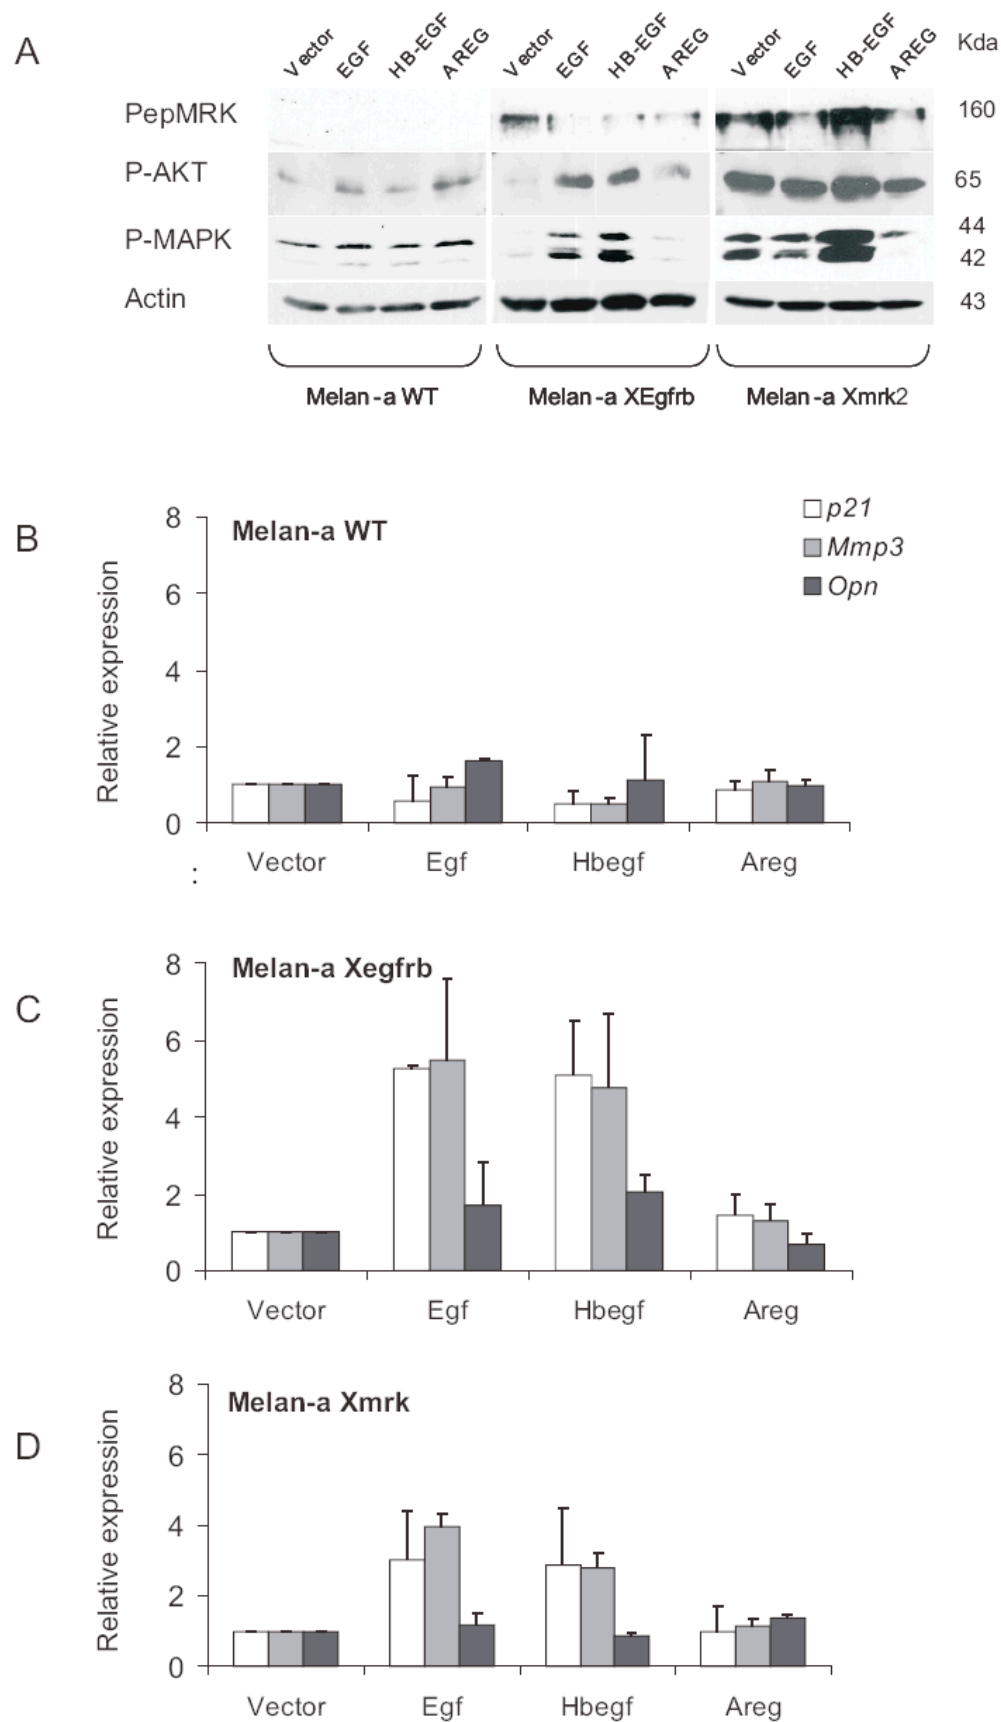 A
Vector EGF HB-EGF AREG Vector EGF HB-EGF AREG Vector EGF HB-EGF AREG Kda
PepMRK 160
P-AKT 65
P-MAPK 44
42
Actin 43
Melan-a WT Melan-a XEgfrb Melan-a Xmrk2
B
Melan-a WT
p21
Mmp3
Opn
Relative expression
8
6
4
2
0
Vector Egf Hbegf Areg
:
C
Melan-a Xegfrb
Relative expression
8
6
4
2
0
Vector Egf Hbegf Areg
D
Melan-a Xmrk
Relative expression
8
6
4
2
0
Vector Egf Hbegf Areg